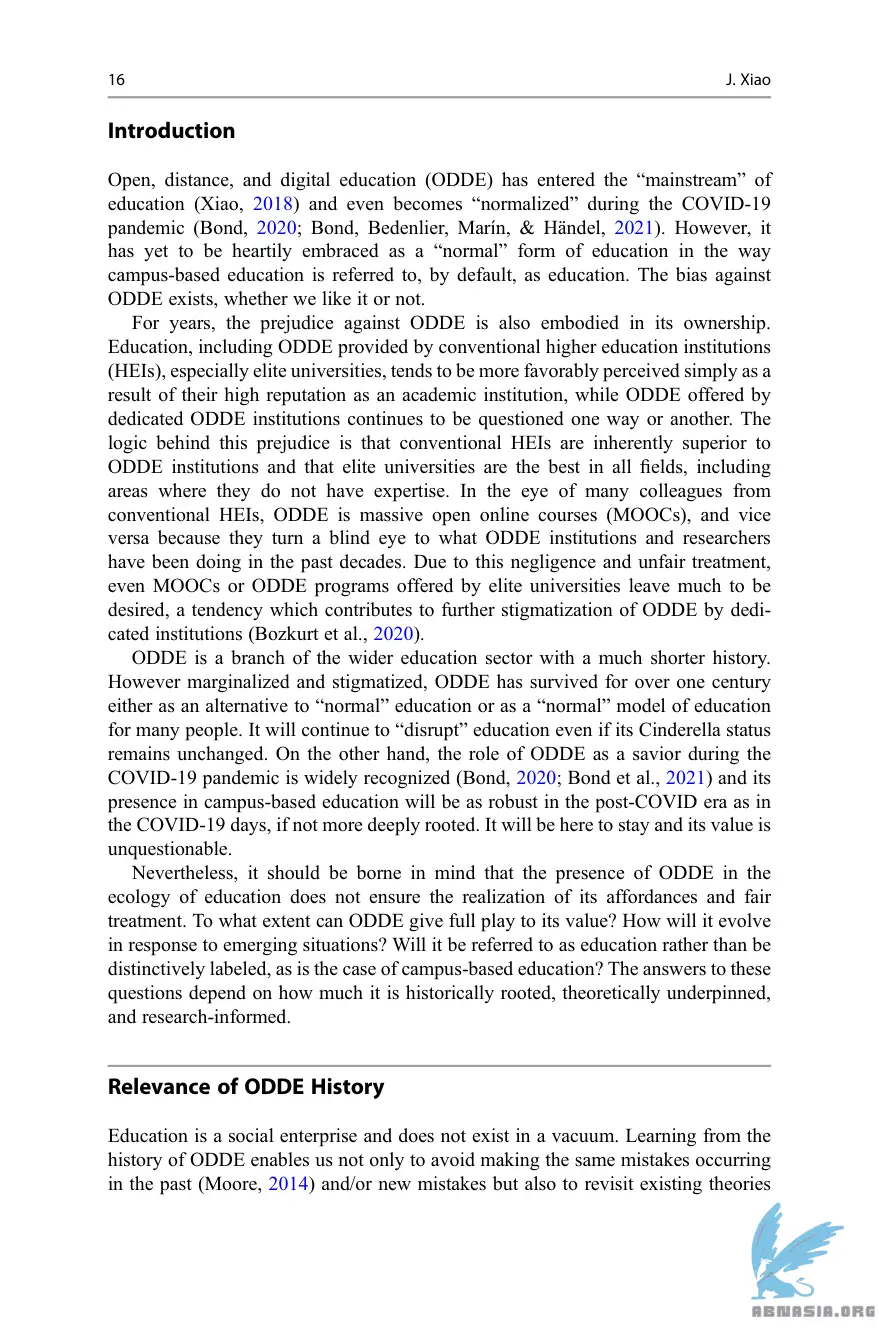 16
J. Xiao
Introduction
Open, distance, and digital education (ODDE) has entered the “mainstream” of
education (Xiao, 2018) and even becomes “normalized” during the COVID-19
pandemic (Bond, 2020; Bond, Bedenlier, Marín, & Händel, 2021). However, it
has yet to be heartily embraced as a “normal” form of education in the way
campus-based education is referred to, by default, as education. The bias against
ODDE exists, whether we like it or not.
For years, the prejudice against ODDE is also embodied in its ownership.
Education, including ODDE provided by conventional higher education institutions
(HEIs), especially elite universities, tends to be more favorably perceived simply as a
result of their high reputation as an academic institution, while ODDE offered by
dedicated ODDE institutions continues to be questioned one way or another. The
logic behind this prejudice is that conventional HEIs are inherently superior to
ODDE institutions and that elite universities are the best in all fields, including
areas where they do not have expertise. In the eye of many colleagues from
conventional HEIs, ODDE is massive open online courses (MOOCs), and vice
versa because they turn a blind eye to what ODDE institutions and researchers
have been doing in the past decades. Due to this negligence and unfair treatment,
even MOOCs or ODDE programs offered by elite universities leave much to be
desired, a tendency which contributes to further stigmatization of ODDE by dedi-
cated institutions (Bozkurt et al., 2020).
ODDE is a branch of the wider education sector with a much shorter history.
However marginalized and stigmatized, ODDE has survived for over one century
either as an alternative to “normal” education or as a “normal” model of education
for many people. It will continue to “disrupt” education even if its Cinderella status
remains unchanged. On the other hand, the role of ODDE as a savior during the
COVID-19 pandemic is widely recognized (Bond, 2020; Bond et al., 2021) and its
presence in campus-based education will be as robust in the post-COVID era as in
the COVID-19 days, if not more deeply rooted. It will be here to stay and its value is
unquestionable.
Nevertheless, it should be borne in mind that the presence of ODDE in the
ecology of education does not ensure the realization of its affordances and fair
treatment. To what extent can ODDE give full play to its value? How will it evolve
in response to emerging situations? Will it be referred to as education rather than be
distinctively labeled, as is the case of campus-based education? The answers to these
questions depend on how much it is historically rooted, theoretically underpinned,
and research-informed.
Relevance of ODDE History
Education is a social enterprise and does not exist in a vacuum. Learning from the
history of ODDE enables us not only to avoid making the same mistakes occurring
in the past (Moore, 2014) and/or new mistakes but also to revisit existing theories
ABNASIA.ORG